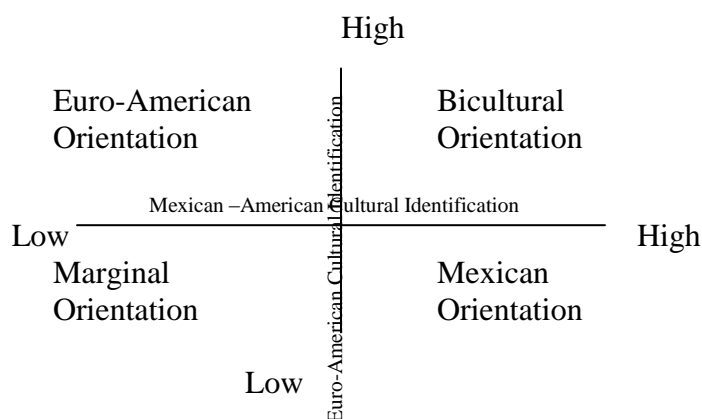 High
Euro-American
Orientation
Bicultural
Orientation
Mexican –American Cultural Identification
Euro-American Cultural Identification
Low
High
Marginal
Orientation
Mexican
Orientation
Low